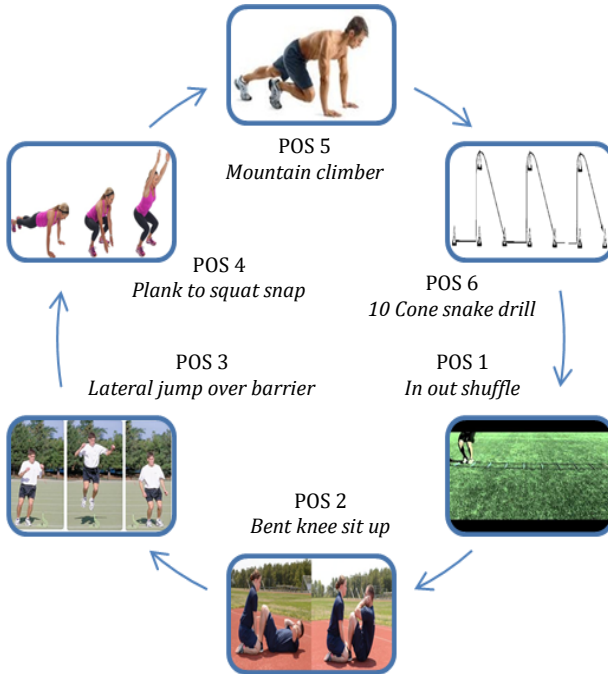 POS 5
Mountain climber
POS 4
Plank to squat snap
POS 6
10 Cone snake drill
POS 3
Lateral jump over barrier
POS 1
In out shuffle
POS 2
Bent knee sit up